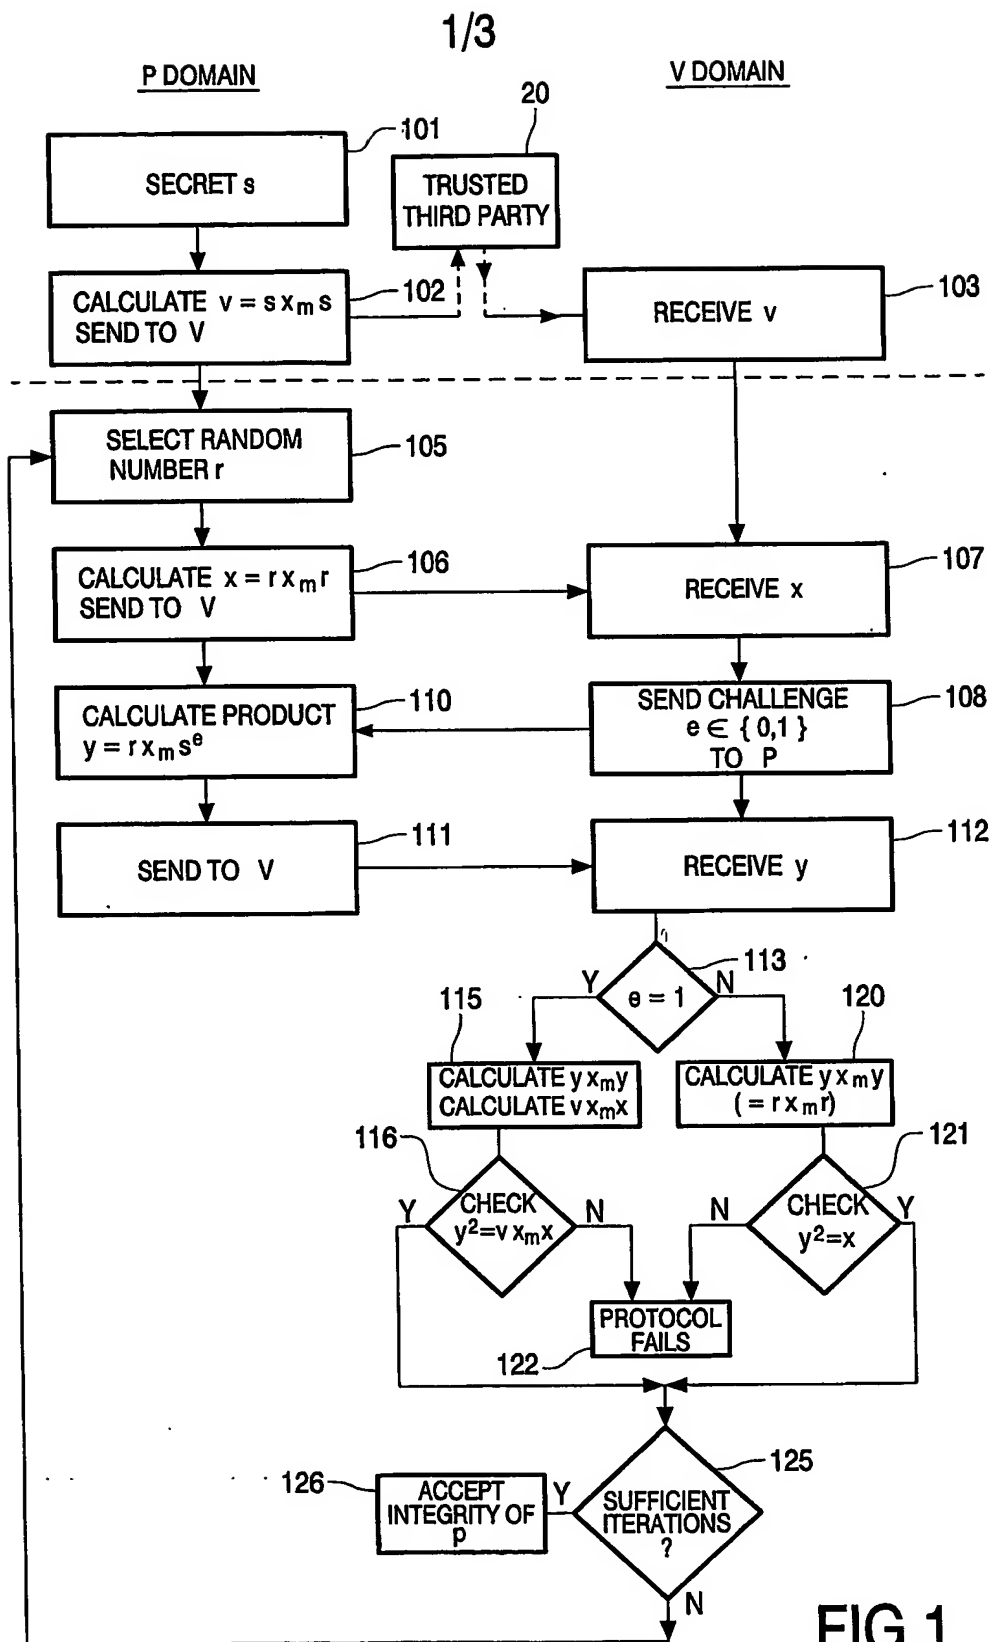 1/3
P DOMAIN
V DOMAIN
20
101
SECRET s
TRUSTED
THIRD PARTY
102
CALCULATE v = s xₘ s
SEND TO V
103
RECEIVE v
SELECT RANDOM
NUMBER r
105
106
CALCULATE x = r xₘ r
SEND TO V
107
RECEIVE x
110
CALCULATE PRODUCT
y = r xₘ sᵉ
108
SEND CHALLENGE
e ∈ { 0,1 }
TO P
111
SEND TO V
112
RECEIVE y
113
Y
e = 1
N
115
120
CALCULATE y xₘ y
CALCULATE v xₘ x
CALCULATE y xₘ y
( = r xₘ r)
116
121
Y
CHECK
y²=v xₘ x
N
N
CHECK
y²=x
Y
PROTOCOL
FAILS
122
125
126
ACCEPT
INTEGRITY OF
p
Y
SUFFICIENT
ITERATIONS
?
N
FIG.1